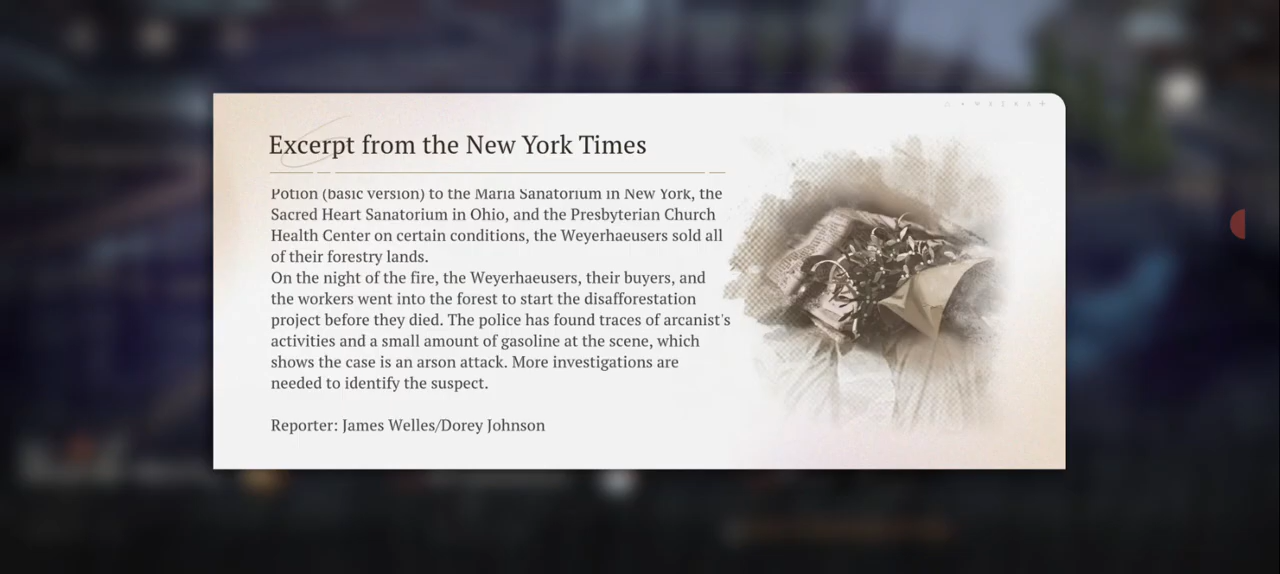 Excerpt from the New York Times
Potion (basic version) to the Maria Sanatorium in New York, the
Sacred Heart Sanatorium in Ohio, and the Presbyterian Church
Health Center on certain conditions, the Weyerhaeusers sold all
of their forestry lands.
On the night of the fire, the Weyerhaeusers, their buyers, and
the workers went into the forest to start the disafforestation
project before they died. The police has found traces of arcanist's
activities and a small amount of gasoline at the scene, which
shows the case is an arson attack. More investigations are
needed to identify the suspect.
Reporter: James Welles/Dorey Johnson